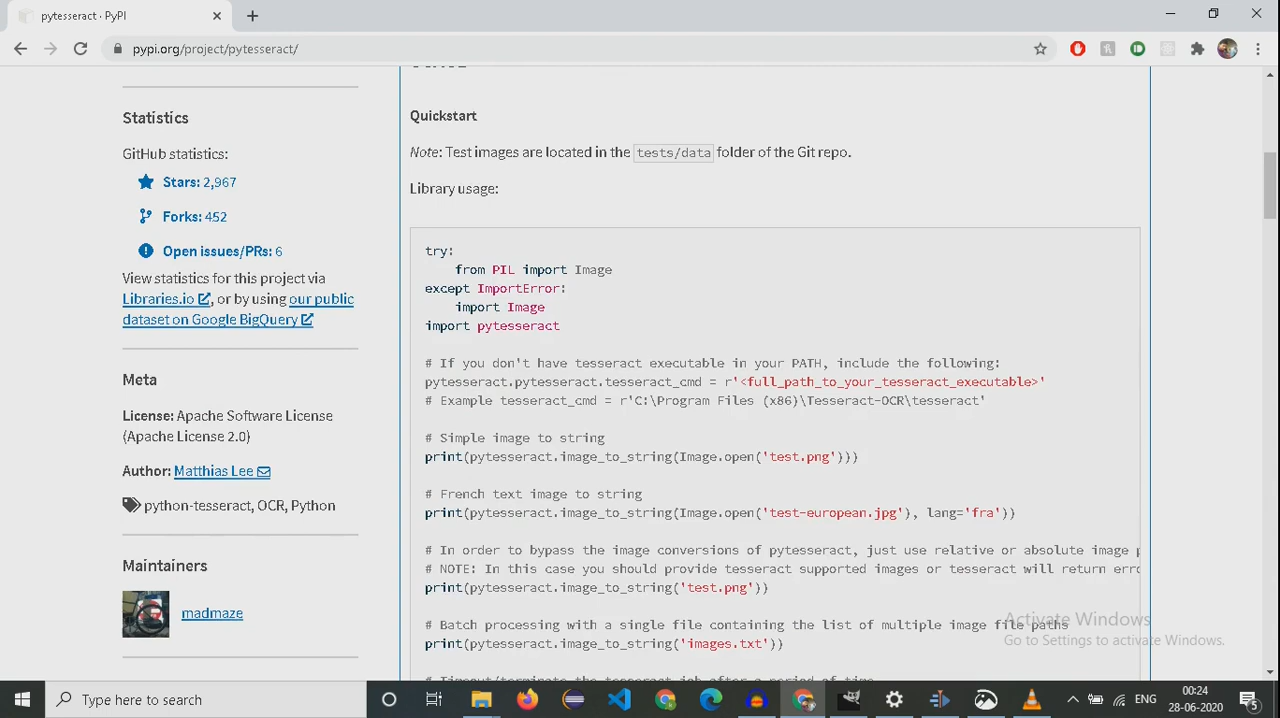 pytesseract · PyPI
pypi.org/project/pytesseract/
Statistics
GitHub statistics:
Stars: 2,967
Forks: 452
Open issues/PRs: 6
View statistics for this project via
Libraries.io, or by using our public
dataset on Google BigQuery
Meta
License: Apache Software License
(Apache License 2.0)
Author: Matthias Lee
python-tesseract, OCR, Python
Maintainers
madmaze
Quickstart
Note: Test images are located in the tests/data folder of the Git repo.
Library usage:
try:
    from PIL import Image
except ImportError:
    import Image
import pytesseract
# If you don't have tesseract executable in your PATH, include the following:
pytesseract.pytesseract.tesseract_cmd = r'<full_path_to_your_tesseract_executable>'
# Example tesseract_cmd = r'C:\Program Files (x86)\Tesseract-OCR\tesseract'
# Simple image to string
print(pytesseract.image_to_string(Image.open('test.png')))
# French text image to string
print(pytesseract.image_to_string(Image.open('test-european.jpg'), lang='fra'))
# In order to bypass the image conversions of pytesseract, just use relative or absolute image
# NOTE: In this case you should provide tesseract supported images or tesseract will return
print(pytesseract.image_to_string('test.png'))
# Batch processing with a single file containing the list of multiple image file paths
print(pytesseract.image_to_string('images.txt'))
# Timeout/terminate the tesseract job after a period of time
Activate Windows
Go to Settings to activate Windows.
Type here to search
ENG
00:24
28-06-2020
5